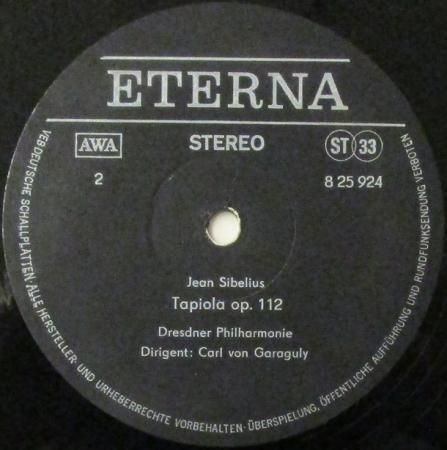 ETERNA
AWA
STEREO
ST 33
2
8 25 924
Jean Sibelius
Tapiola op. 112
Dresdner Philharmonie
Dirigent: Carl von Garaguly
VEB DEUTSCHE SCHALLPLATTEN · ALLE HERSTELLER- UND URHEBERRECHTE VORBEHALTEN · ÜBERSPIELUNG, ÖFFENTLICHE AUFFÜHRUNG UND RUNDFUNKSENDUNG VERBOTEN